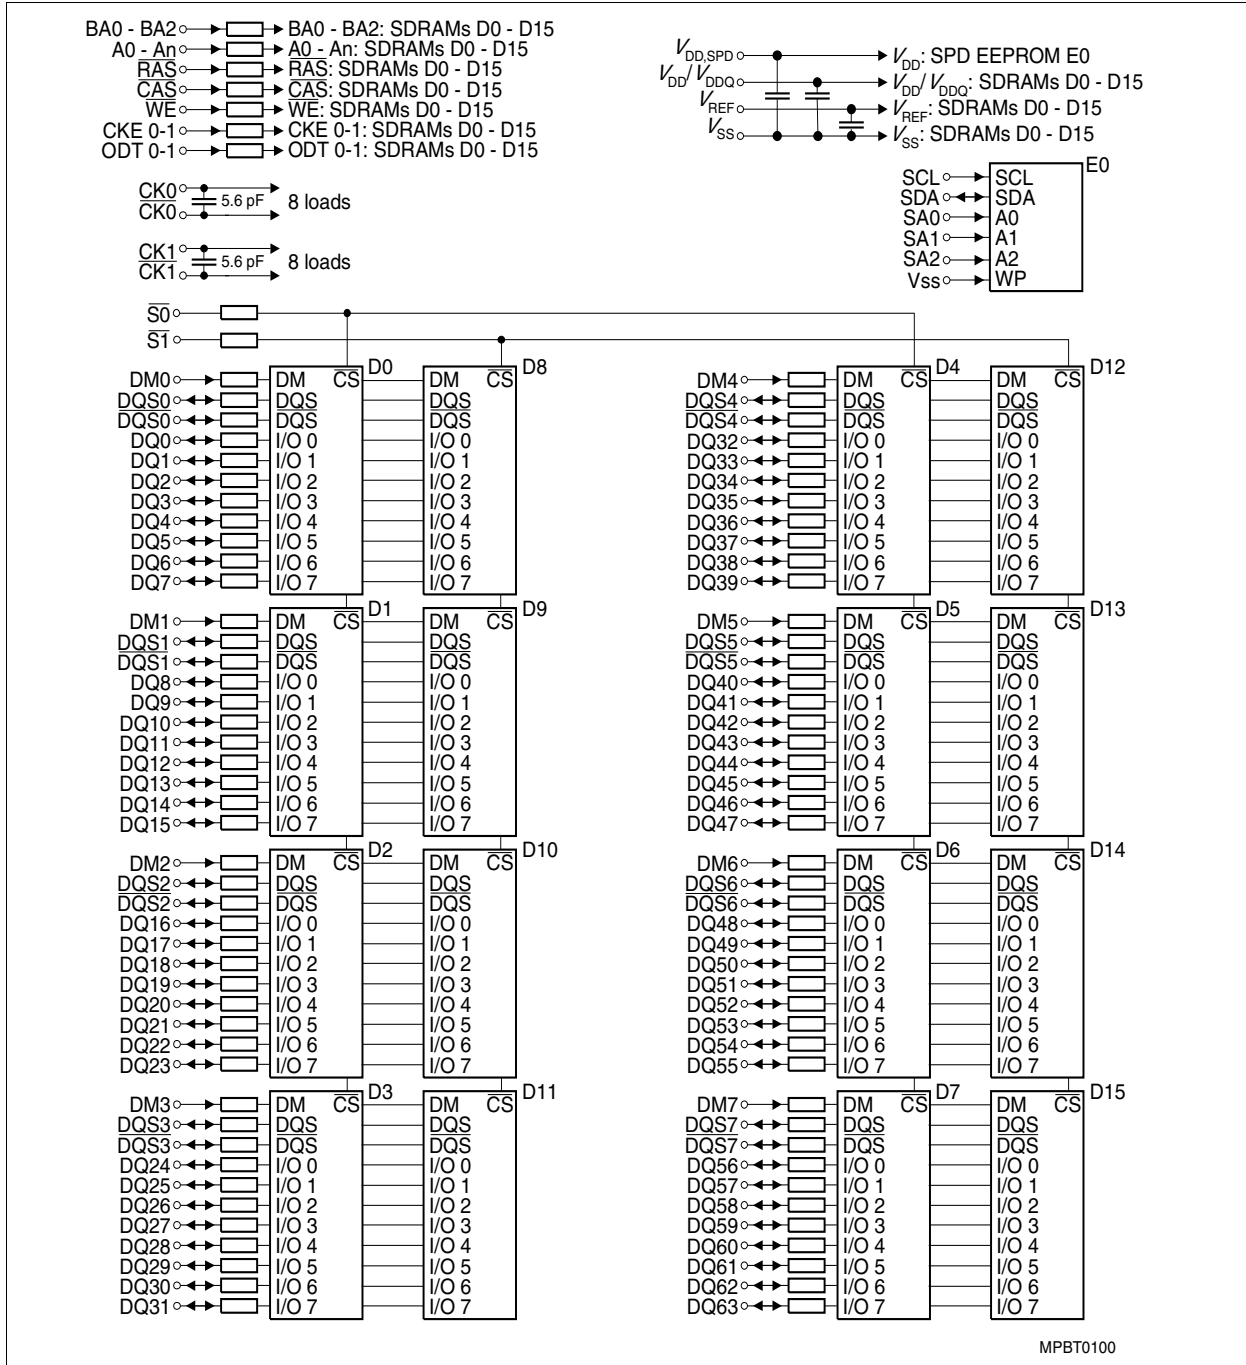 BA0 - BA2 BA0 - BA2: SDRAMs D0 - D15
A0 - An A0 - An: SDRAMs D0 - D15
RAS RAS: SDRAMs D0 - D15
CAS CAS: SDRAMs D0 - D15
WE WE: SDRAMs D0 - D15
CKE 0-1 CKE 0-1: SDRAMs D0 - D15
ODT 0-1 ODT 0-1: SDRAMs D0 - D15
VDD,SPD VDD: SPD EEPROM E0
VDD/VDDQ VDD/VDDQ: SDRAMs D0 - D15
VREF VREF: SDRAMs D0 - D15
VSS VSS: SDRAMs D0 - D15
CK0
CK0
5.6 pF 8 loads
CK1
CK1
5.6 pF 8 loads
E0
SCL SCL
SDA SDA
SA0 A0
SA1 A1
SA2 A2
Vss WP
S0
S1
D0 D8
DM0 DM CS DM CS
DQS0 DQS DQS
DQS0 DQS DQS
DQ0 I/O 0 I/O 0
DQ1 I/O 1 I/O 1
DQ2 I/O 2 I/O 2
DQ3 I/O 3 I/O 3
DQ4 I/O 4 I/O 4
DQ5 I/O 5 I/O 5
DQ6 I/O 6 I/O 6
DQ7 I/O 7 I/O 7
D1 D9
DM1 DM CS DM CS
DQS1 DQS DQS
DQS1 DQS DQS
DQ8 I/O 0 I/O 0
DQ9 I/O 1 I/O 1
DQ10 I/O 2 I/O 2
DQ11 I/O 3 I/O 3
DQ12 I/O 4 I/O 4
DQ13 I/O 5 I/O 5
DQ14 I/O 6 I/O 6
DQ15 I/O 7 I/O 7
D2 D10
DM2 DM CS DM CS
DQS2 DQS DQS
DQS2 DQS DQS
DQ16 I/O 0 I/O 0
DQ17 I/O 1 I/O 1
DQ18 I/O 2 I/O 2
DQ19 I/O 3 I/O 3
DQ20 I/O 4 I/O 4
DQ21 I/O 5 I/O 5
DQ22 I/O 6 I/O 6
DQ23 I/O 7 I/O 7
D3 D11
DM3 DM CS DM CS
DQS3 DQS DQS
DQS3 DQS DQS
DQ24 I/O 0 I/O 0
DQ25 I/O 1 I/O 1
DQ26 I/O 2 I/O 2
DQ27 I/O 3 I/O 3
DQ28 I/O 4 I/O 4
DQ29 I/O 5 I/O 5
DQ30 I/O 6 I/O 6
DQ31 I/O 7 I/O 7
D4 D12
DM4 DM CS DM CS
DQS4 DQS DQS
DQS4 DQS DQS
DQ32 I/O 0 I/O 0
DQ33 I/O 1 I/O 1
DQ34 I/O 2 I/O 2
DQ35 I/O 3 I/O 3
DQ36 I/O 4 I/O 4
DQ37 I/O 5 I/O 5
DQ38 I/O 6 I/O 6
DQ39 I/O 7 I/O 7
D5 D13
DM5 DM CS DM CS
DQS5 DQS DQS
DQS5 DQS DQS
DQ40 I/O 0 I/O 0
DQ41 I/O 1 I/O 1
DQ42 I/O 2 I/O 2
DQ43 I/O 3 I/O 3
DQ44 I/O 4 I/O 4
DQ45 I/O 5 I/O 5
DQ46 I/O 6 I/O 6
DQ47 I/O 7 I/O 7
D6 D14
DM6 DM CS DM CS
DQS6 DQS DQS
DQS6 DQS DQS
DQ48 I/O 0 I/O 0
DQ49 I/O 1 I/O 1
DQ50 I/O 2 I/O 2
DQ51 I/O 3 I/O 3
DQ52 I/O 4 I/O 4
DQ53 I/O 5 I/O 5
DQ54 I/O 6 I/O 6
DQ55 I/O 7 I/O 7
D7 D15
DM7 DM CS DM CS
DQS7 DQS DQS
DQS7 DQS DQS
DQ56 I/O 0 I/O 0
DQ57 I/O 1 I/O 1
DQ58 I/O 2 I/O 2
DQ59 I/O 3 I/O 3
DQ60 I/O 4 I/O 4
DQ61 I/O 5 I/O 5
DQ62 I/O 6 I/O 6
DQ63 I/O 7 I/O 7
MPBT0100